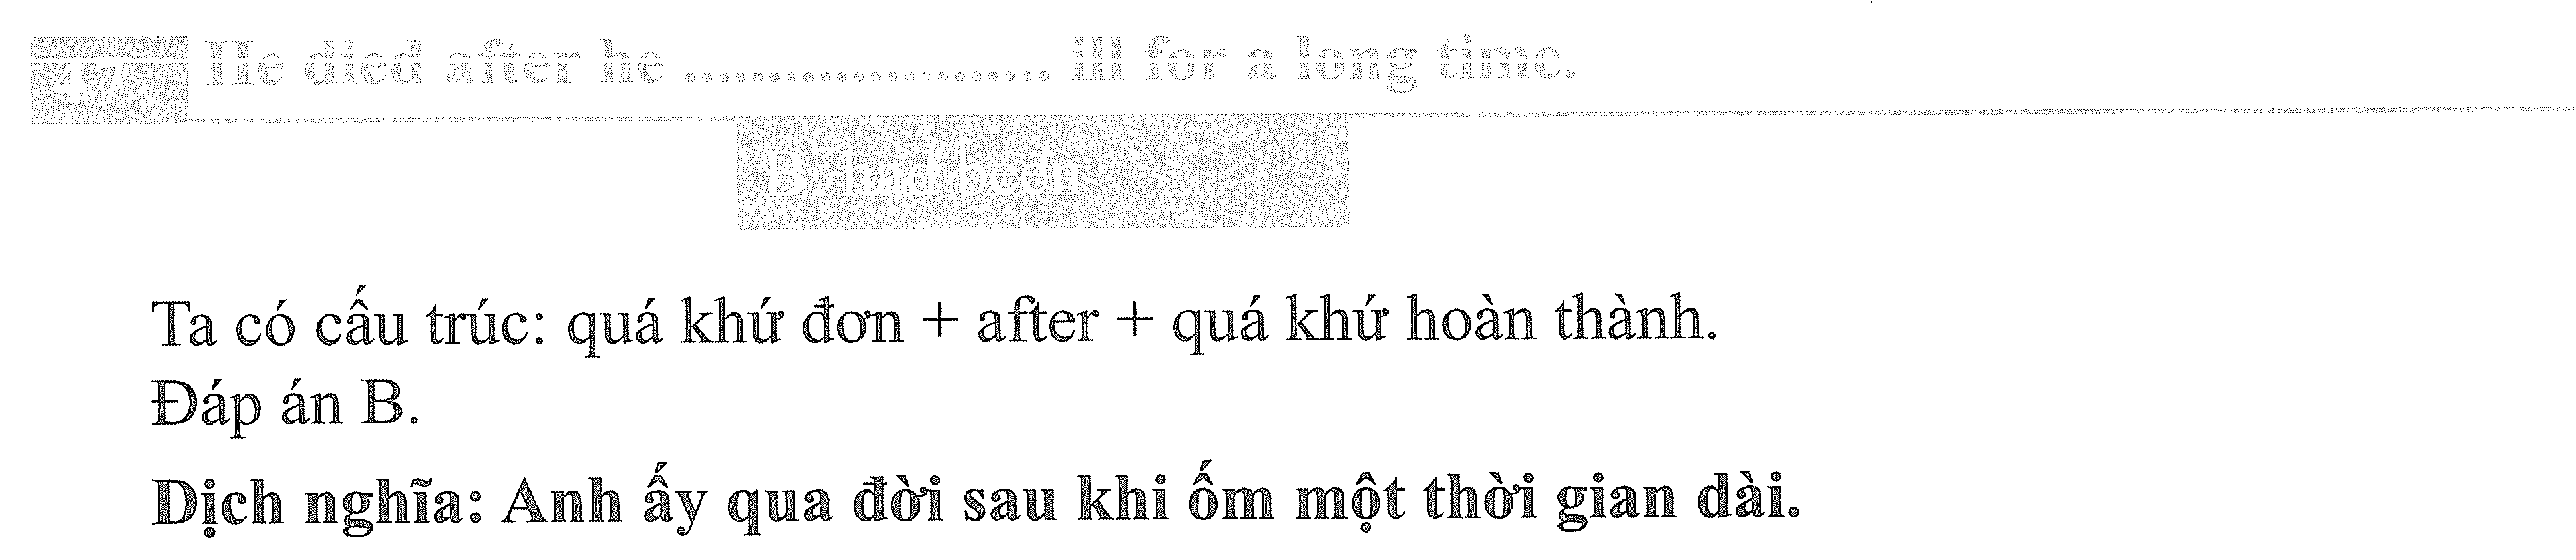 47 He died after he ...................... ill for a long time.
B. had been
Ta có cấu trúc: quá khứ đơn + after + quá khứ hoàn thành.
Đáp án B.
Dịch nghĩa: Anh ấy qua đời sau khi ốm một thời gian dài.